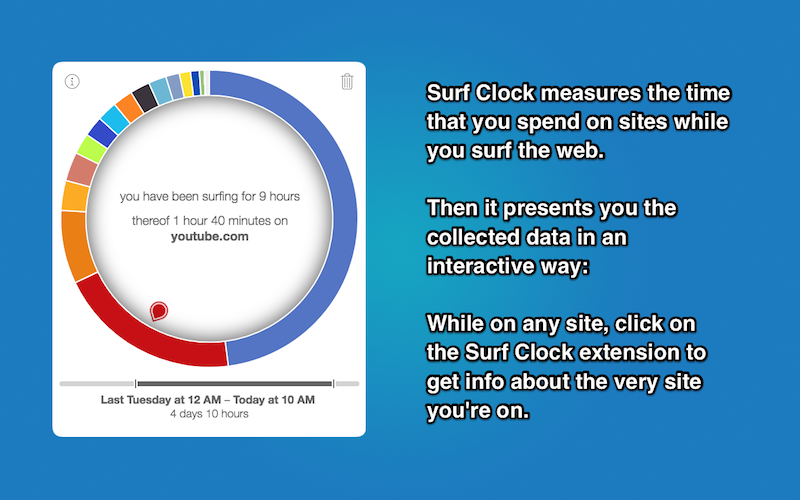 you have been surfing for 9 hours
thereof 1 hour 40 minutes on
youtube.com
Last Tuesday at 12 AM – Today at 10 AM
4 days 10 hours
Surf Clock measures the time
that you spend on sites while
you surf the web.
Then it presents you the
collected data in an
interactive way:
While on any site, click on
the Surf Clock extension to
get info about the very site
you're on.